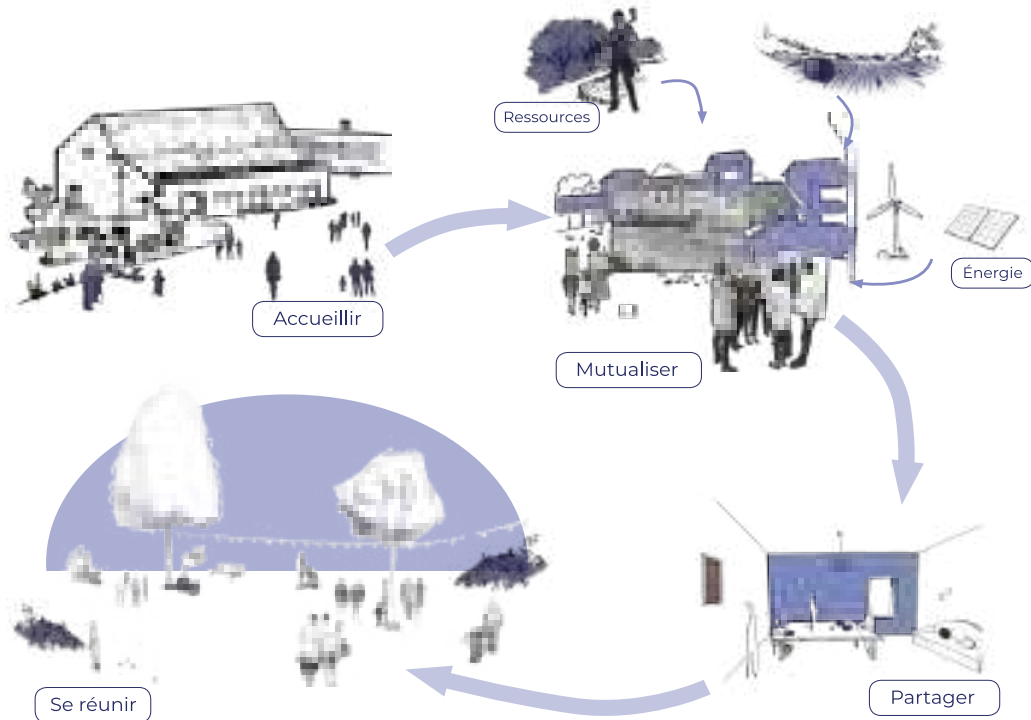 Ressources
Énergie
Accueillir
Mutualiser
Partager
Se réunir